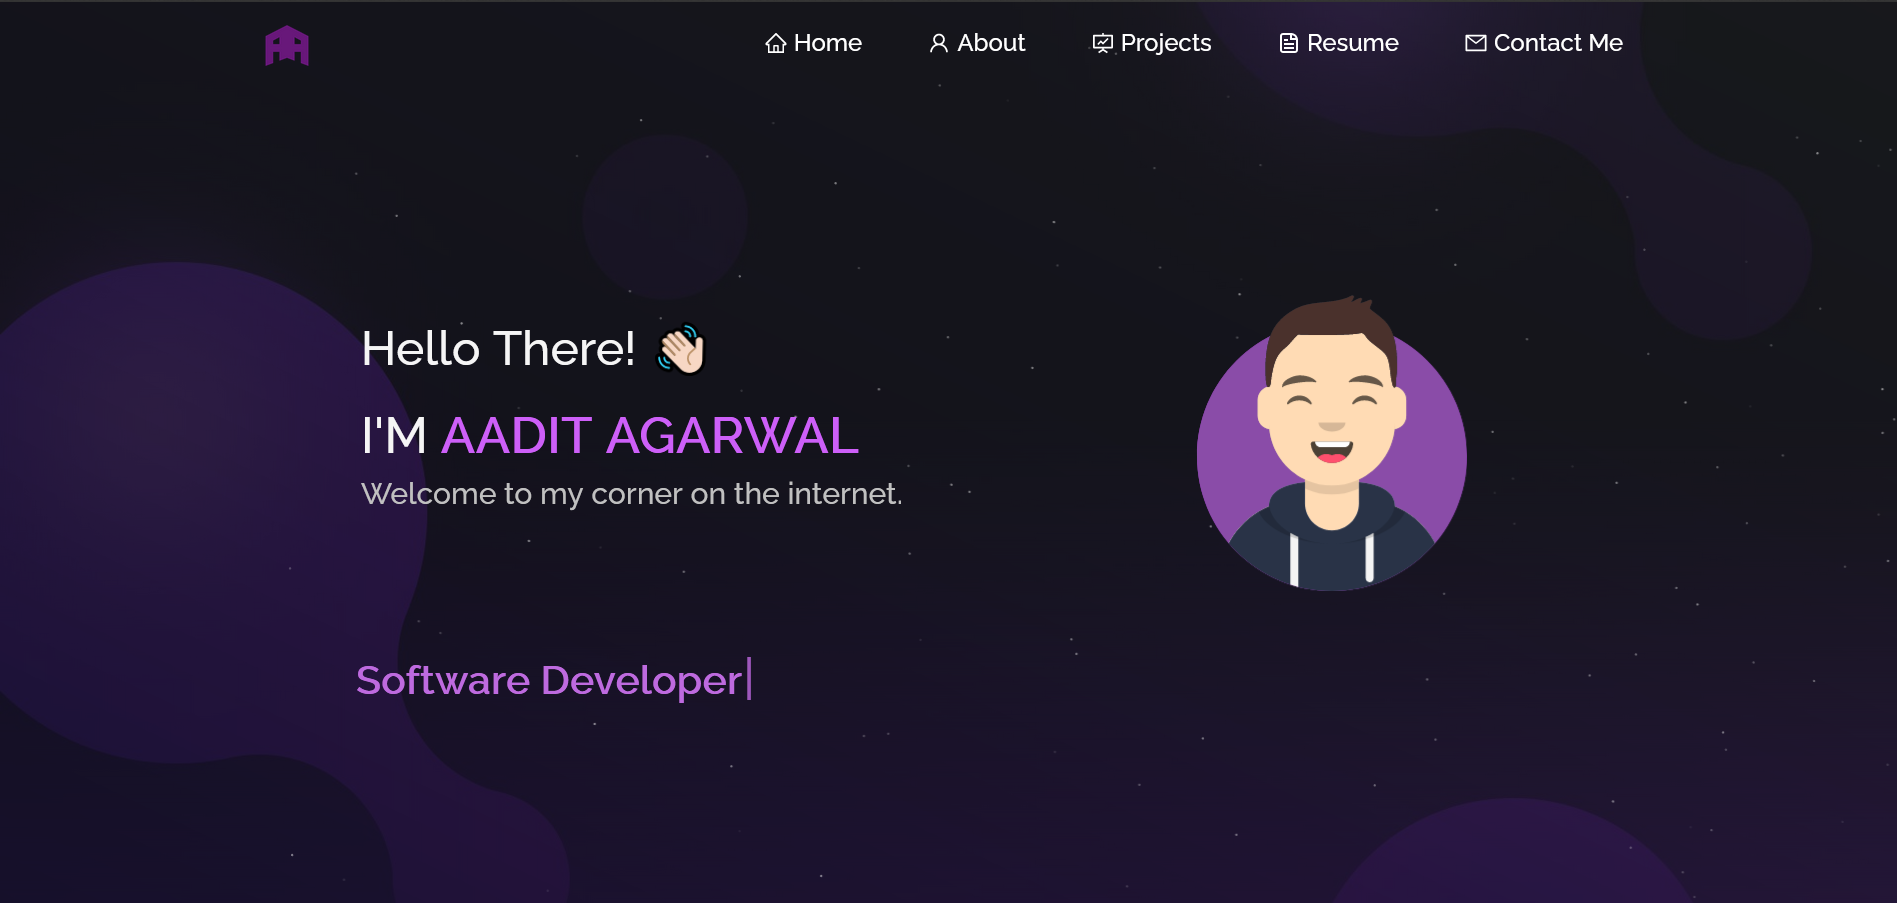 Home About Projects Resume Contact Me
Hello There! 👋🏻
I'M AADIT AGARWAL
Welcome to my corner on the internet.
Software Developer|